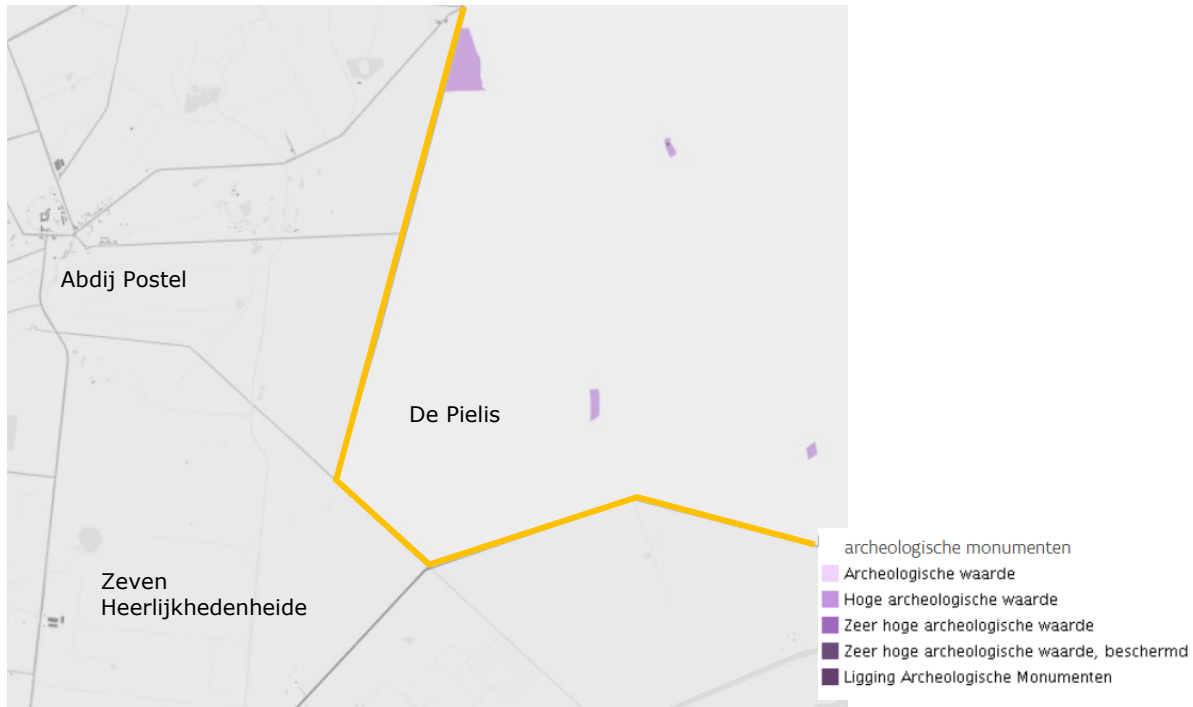 Abdij Postel
De Pielis
Zeven
Heerlijkhedenheide
archeologische monumenten
Archeologische waarde
Hoge archeologische waarde
Zeer hoge archeologische waarde
Zeer hoge archeologische waarde, beschermd
Ligging Archeologische Monumenten